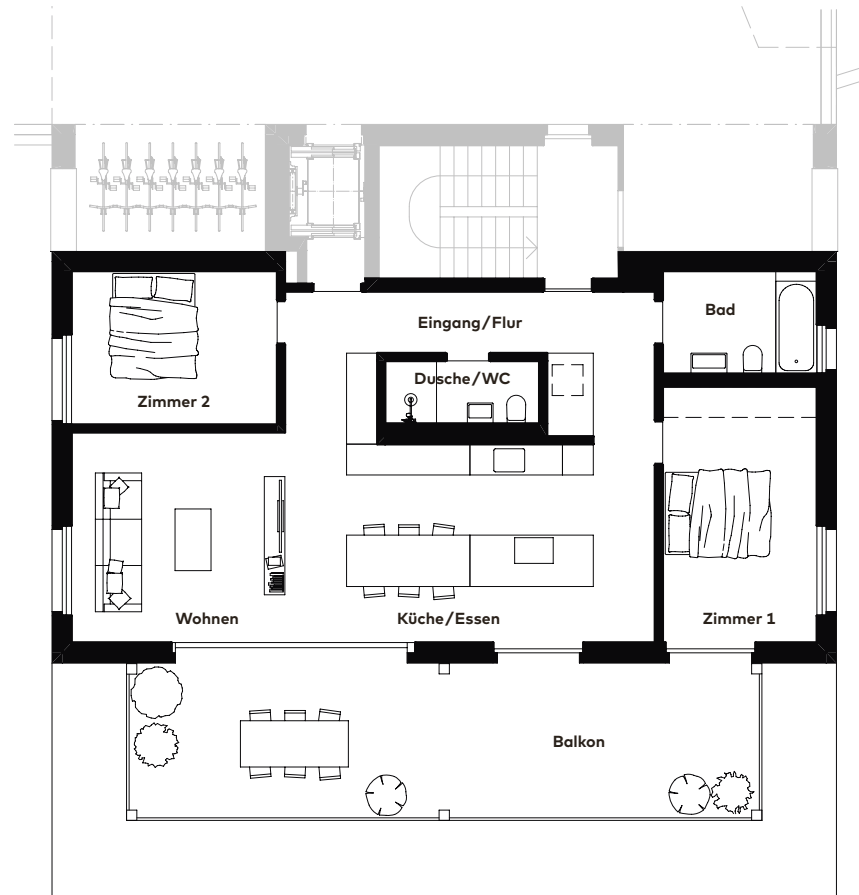 Eingang/Flur
Bad
Dusche/WC
Zimmer 2
Wohnen
Küche/Essen
Zimmer 1
Balkon